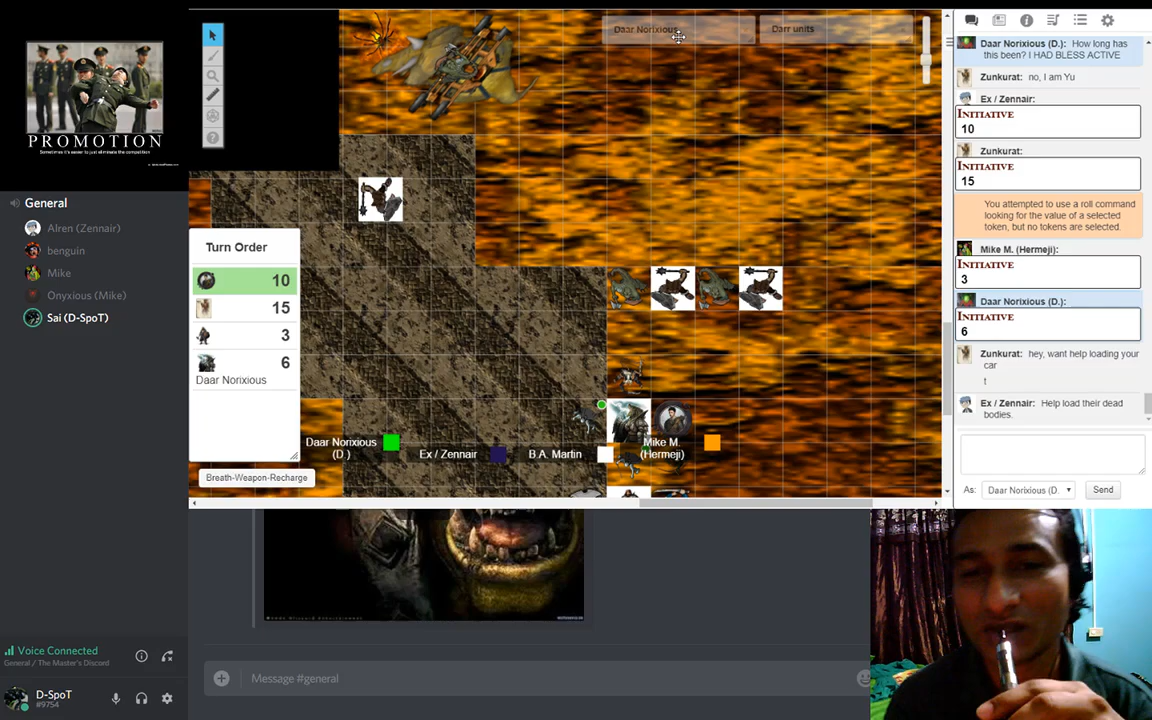 PROMOTION
General
Alren (Zennair)
benguin
Mike
Onyxious (Mike)
Sai (D-SpoT)
Voice Connected
General / The Master's Discord
D-SpoT
#9754
Daar Norixious
Darr units
Turn Order
10
15
3
6
Daar Norixious
Breath-Weapon-Recharge
Daar Norixious
(D )
Ex / Zennair
B.A. Martin
Mike M.
(Hermeji)
Message #general
Daar Norixious (D.): How long has
this been? I HAD BLESS ACTIVE
Zunkurat: no, I am Yu
Ex / Zennair:
INITIATIVE
10
Zunkurat:
INITIATIVE
15
You attempted to use a roll command
looking for the value of a selected
token, but no tokens are selected.
Mike M. (Hermeji):
INITIATIVE
3
Daar Norixious (D.):
INITIATIVE
6
Zunkurat: hey, want help loading your
car
t
Ex / Zennair: Help load their dead
bodies.
As:
Daar Norixious (D.
Send